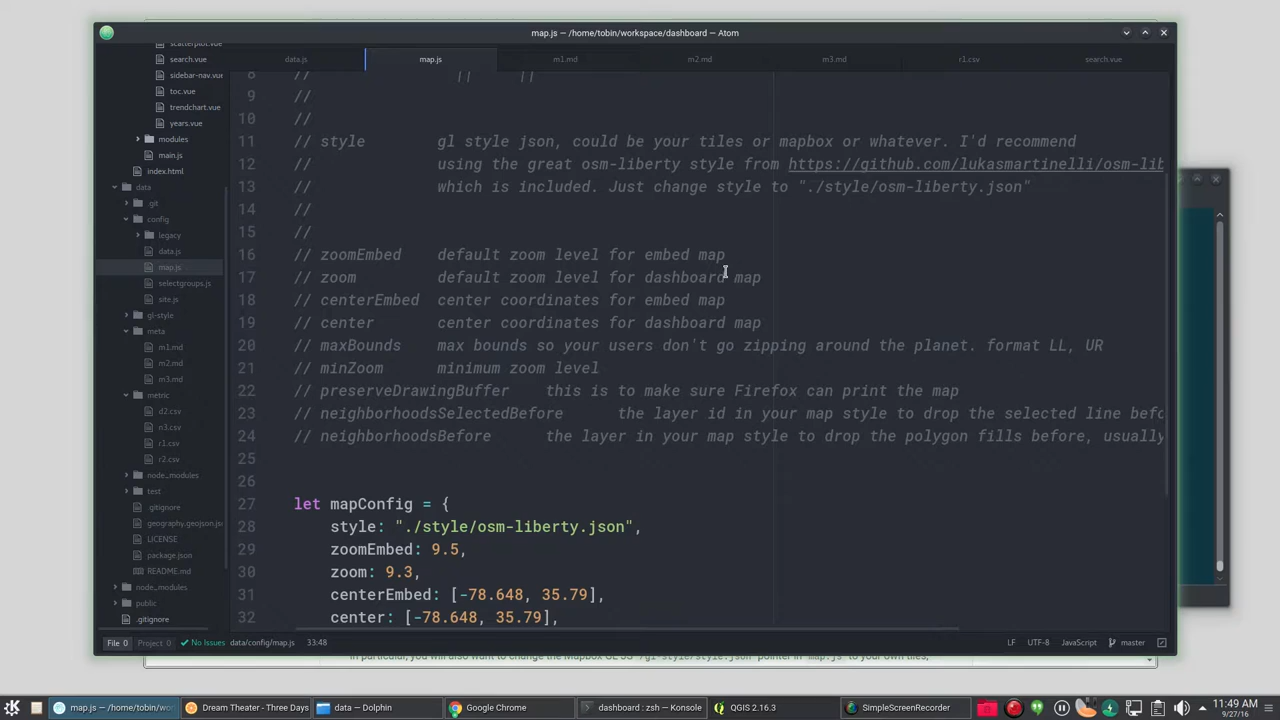 map.js — /home/tobin/workspace/dashboard — Atom
data.js map.js m1.md m2.md m3.md r1.csv search.vue
scatterplot.vue
search.vue
sidebar-nav.vue
toc.vue
trendchart.vue
years.vue
modules
main.js
index.html
data
git
config
legacy
data.js
map.js
selectgroups.js
site.js
gl-style
meta
m1.md
m2.md
m3.md
metric
d2.csv
n3.csv
r1.csv
r2.csv
node_modules
test
.gitignore
geography.geojson.js
LICENSE
package.json
README.md
node_modules
public
.gitignore
8 // || ||
9 //
10 //
11 // style gl style json, could be your tiles or mapbox or whatever. I'd recommend
12 // using the great osm-liberty style from https://github.com/lukasmartinelli/osm-lib
13 // which is included. Just change style to "./style/osm-liberty.json"
14 //
15 //
16 // zoomEmbed default zoom level for embed map
17 // zoom default zoom level for dashboard map
18 // centerEmbed center coordinates for embed map
19 // center center coordinates for dashboard map
20 // maxBounds max bounds so your users don't go zipping around the planet. format LL, UR
21 // minZoom minimum zoom level
22 // preserveDrawingBuffer this is to make sure Firefox can print the map
23 // neighborhoodsSelectedBefore the layer id in your map style to drop the selected line befo
24 // neighborhoodsBefore the layer in your map style to drop the polygon fills before, usually
25
26
27 let mapConfig = {
28 style: "./style/osm-liberty.json",
29 zoomEmbed: 9.5,
30 zoom: 9.3,
31 centerEmbed: [-78.648, 35.79],
32 center: [-78.648, 35.79],
File 0 Project 0 No Issues data/config/map.js 33:48 LF UTF-8 JavaScript master
map.js — /home/tobin/wor Dream Theater - Three Days data — Dolphin Google Chrome dashboard : zsh — Konsole QGIS 2.16.3 SimpleScreenRecorder 11:49 AM
9/27/16